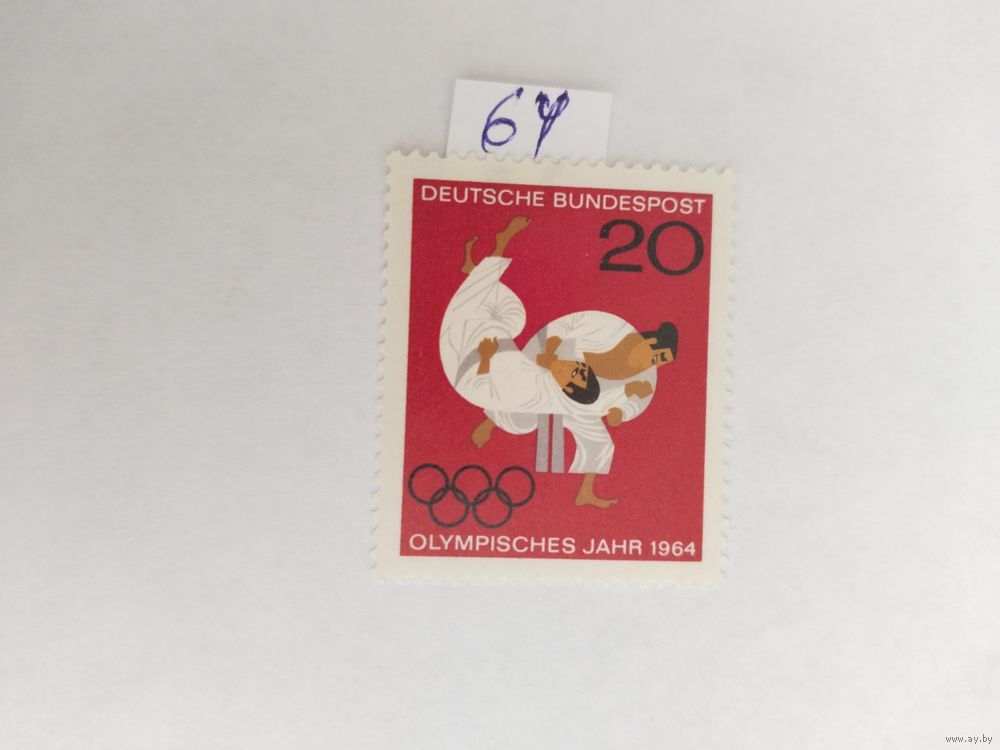 64
DEUTSCHE BUNDESPOST
20
OLYMPISCHES JAHR 1964
www.ay.by